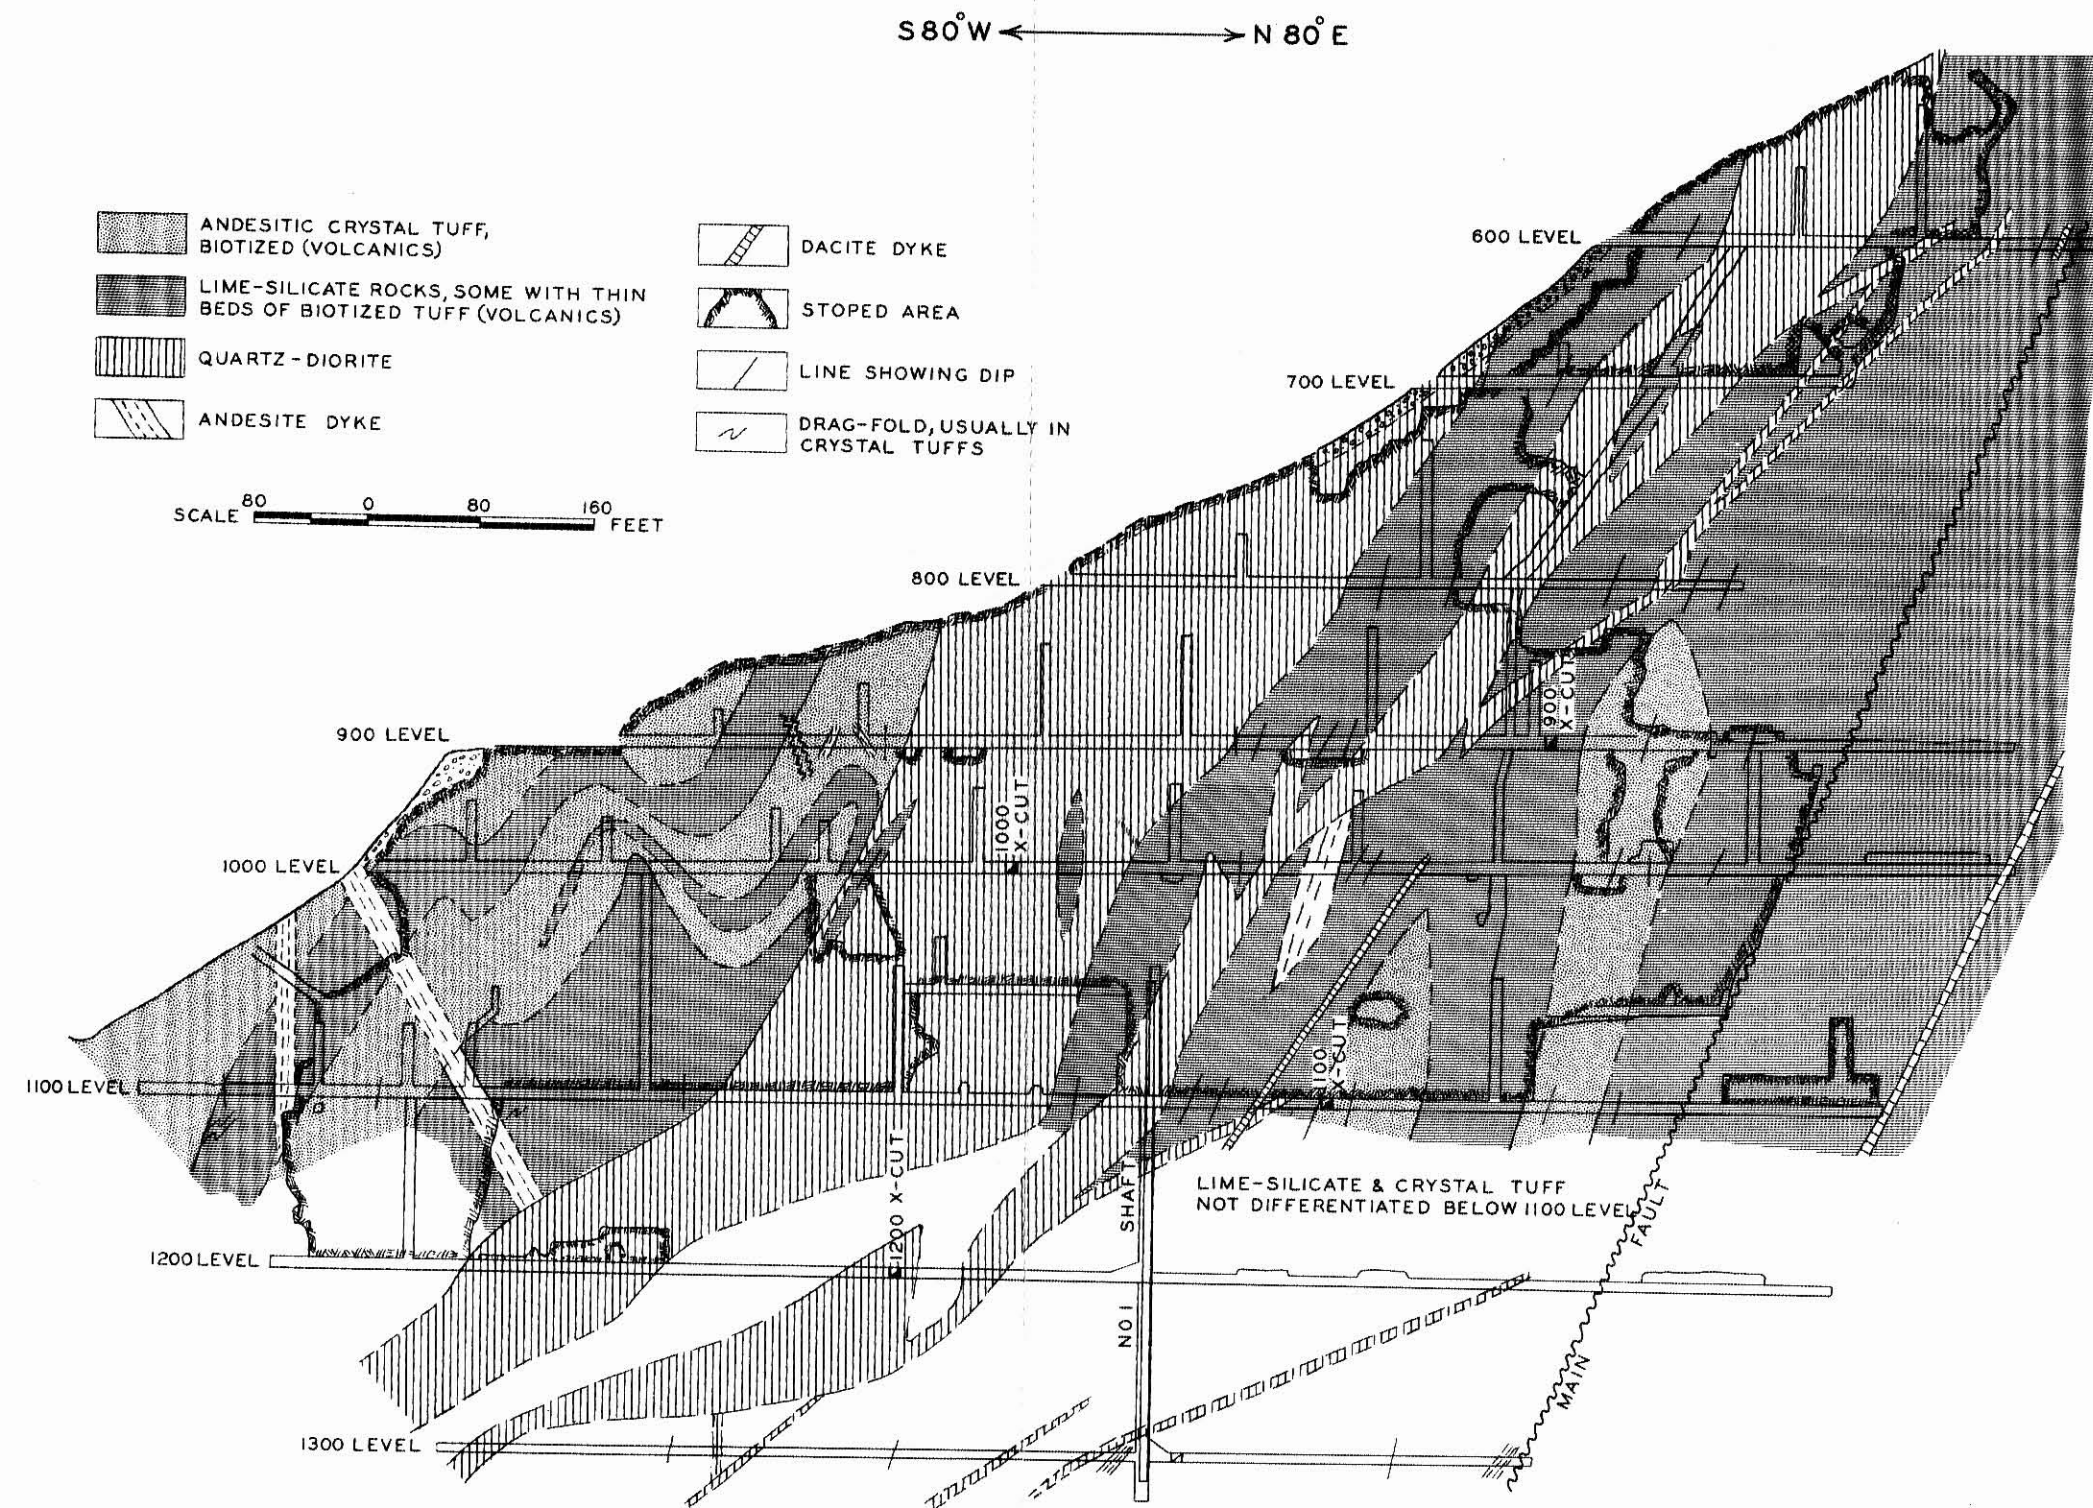 S 80° W ⟷ N 80° E
ANDESITIC CRYSTAL TUFF,
BIOTIZED (VOLCANICS)
LIME-SILICATE ROCKS, SOME WITH THIN
BEDS OF BIOTIZED TUFF (VOLCANICS)
QUARTZ-DIORITE
ANDESITE DYKE
DACITE DYKE
STOPED AREA
LINE SHOWING DIP
DRAG-FOLD, USUALLY IN
CRYSTAL TUFFS
SCALE 80 0 80 160 FEET
600 LEVEL
700 LEVEL
800 LEVEL
900 LEVEL
900
X-CUT
1000 LEVEL
1000
X-CUT
1100 LEVEL
1100
X-CUT
1200 LEVEL
1200 X-CUT
NO 1 SHAFT
LIME-SILICATE & CRYSTAL TUFF
NOT DIFFERENTIATED BELOW 1100 LEVEL
MAIN FAULT
1300 LEVEL